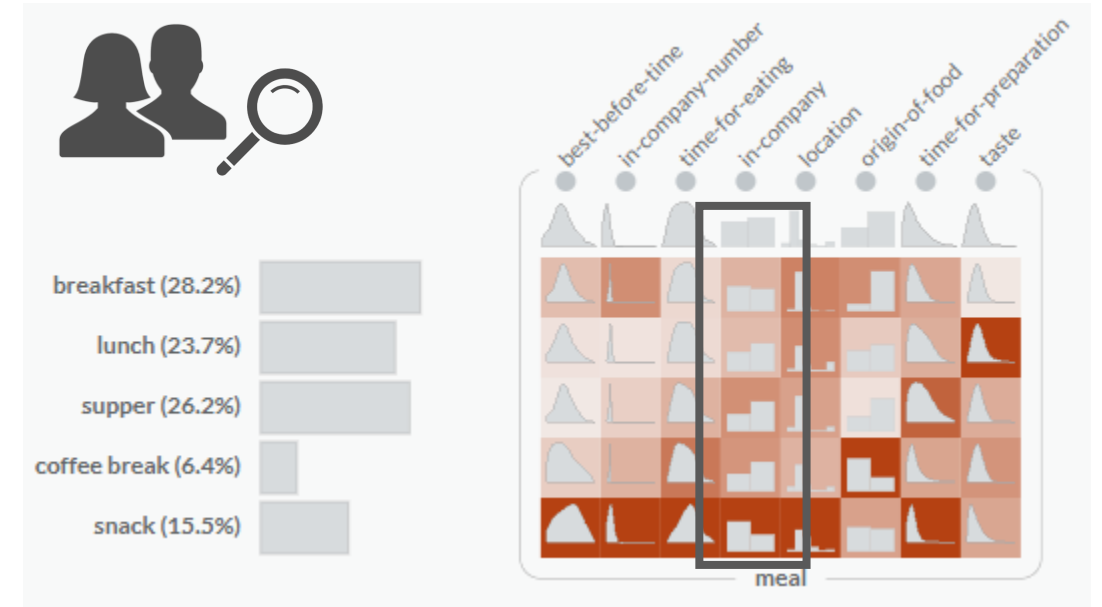 best-before-time
in-company-number
time-for-eating
in-company
location
origin-of-food
time-for-preparation
taste
breakfast (28.2%)
lunch (23.7%)
supper (26.2%)
coffee break (6.4%)
snack (15.5%)
meal